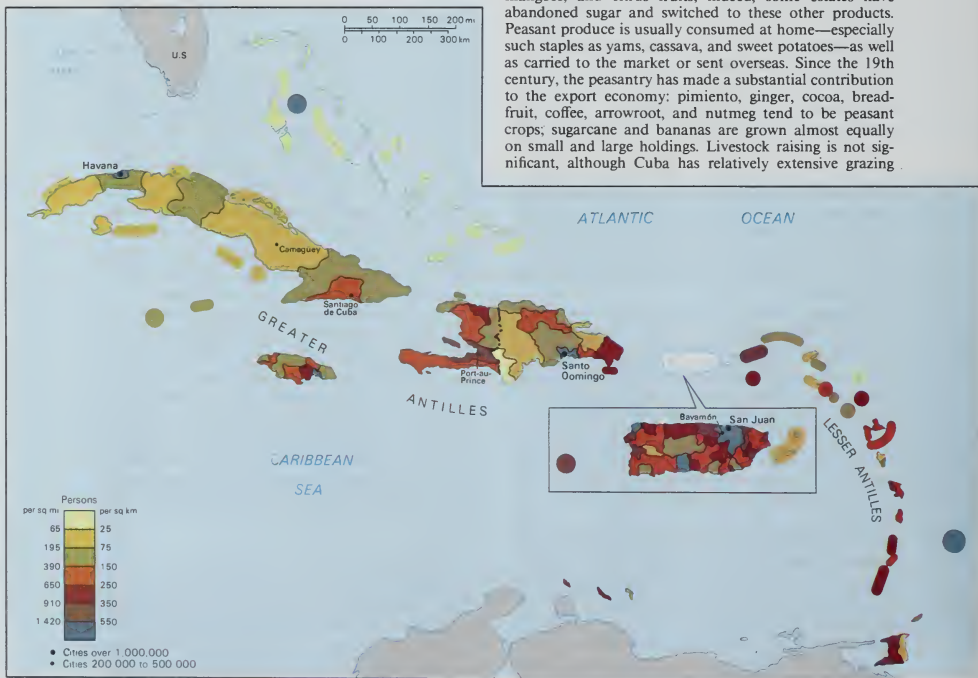 abandoned sugar and switched to these other products.
Peasant produce is usually consumed at home—especially
such staples as yams, cassava, and sweet potatoes—as well
as carried to the market or sent overseas. Since the 19th
century, the peasantry has made a substantial contribution
to the export economy: pimiento, ginger, cocoa, bread-
fruit, coffee, arrowroot, and nutmeg tend to be peasant
crops; sugarcane and bananas are grown almost equally
on small and large holdings. Livestock raising is not sig-
nificant, although Cuba has relatively extensive grazing
0 50 100 150 200 mi
0 100 200 300 km
U.S
Havana
ATLANTIC OCEAN
Camagüey
Santiago
de Cuba
GREATER
Port-au-
Prince
Santo
Domingo
ANTILLES
Bayamón San Juan
LESSER ANTILLES
CARIBBEAN
SEA
Persons
per sq mi per sq km
65 25
195 75
390 150
650 250
910 350
1 420 550
• Cities over 1,000,000
• Cities 200 000 to 500 000